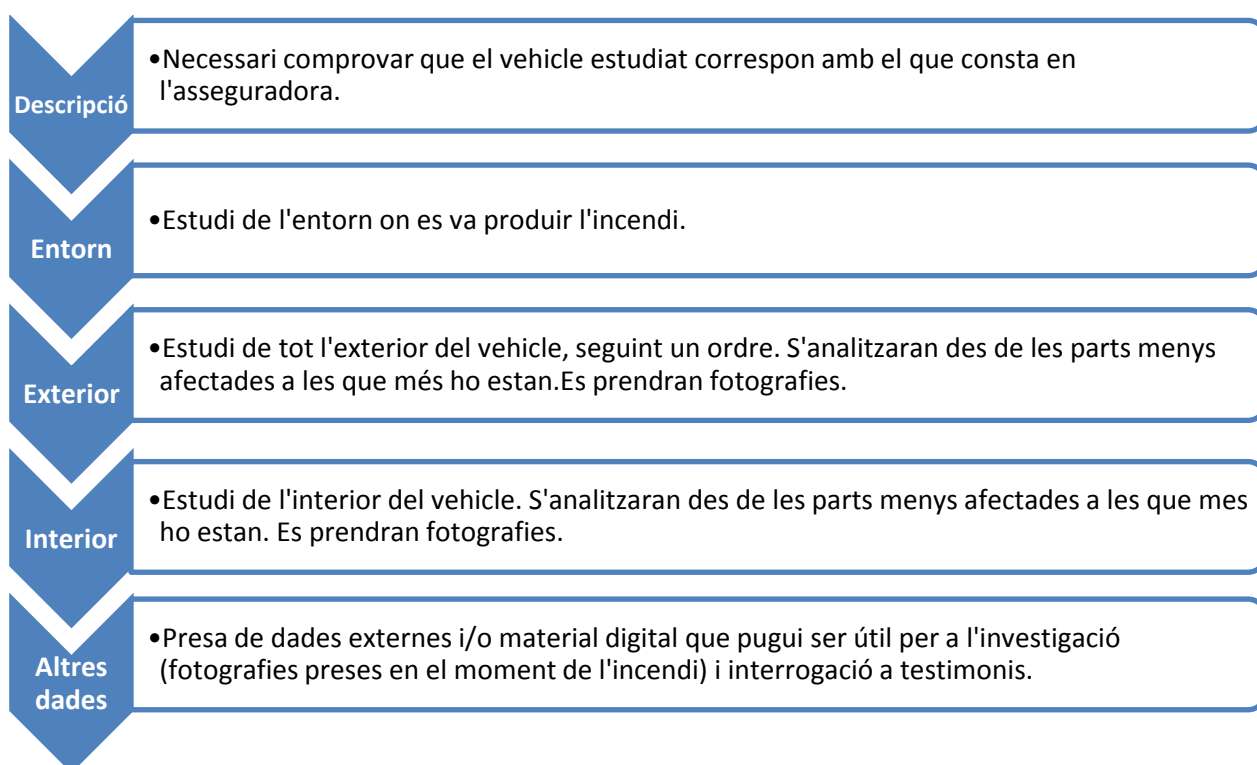 Descripció
•Necessari comprovar que el vehicle estudiat correspon amb el que consta en
l'asseguradora.
Entorn
•Estudi de l'entorn on es va produir l'incendi.
Exterior
•Estudi de tot l'exterior del vehicle, seguint un ordre. S'analitzaran des de les parts menys
afectades a les que més ho estan.Es prendran fotografies.
Interior
•Estudi de l'interior del vehicle. S'analitzaran des de les parts menys afectades a les que mes
ho estan. Es prendran fotografies.
Altres
dades
•Presa de dades externes i/o material digital que pugui ser útil per a l'investigació
(fotografies preses en el moment de l'incendi) i interrogació a testimonis.